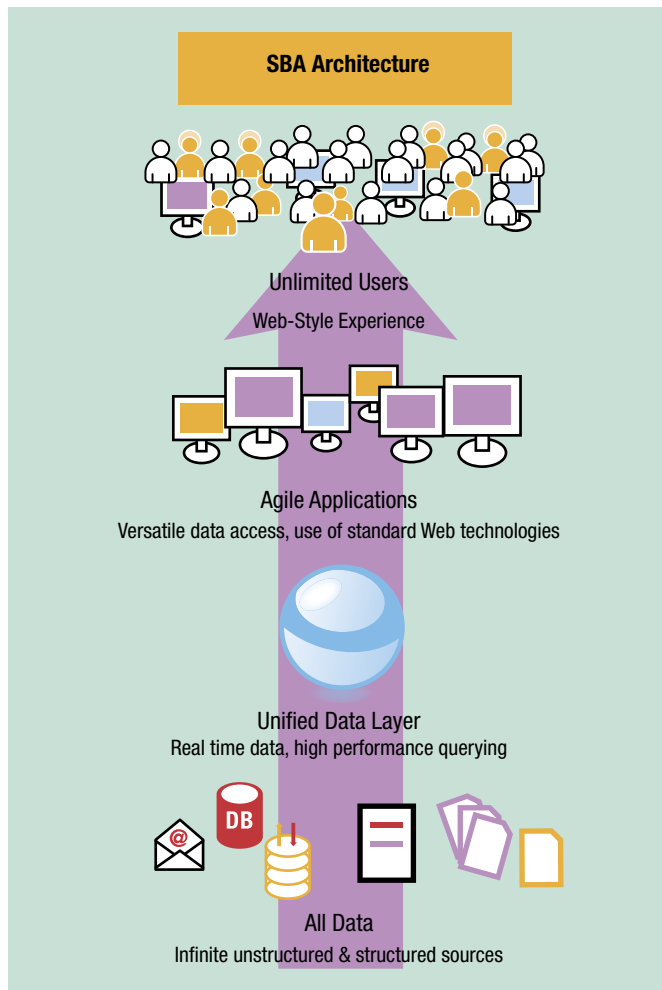 SBA Architecture
Unlimited Users
Web-Style Experience
Agile Applications
Versatile data access, use of standard Web technologies
Unified Data Layer
Real time data, high performance querying
@
DB
All Data
Infinite unstructured & structured sources